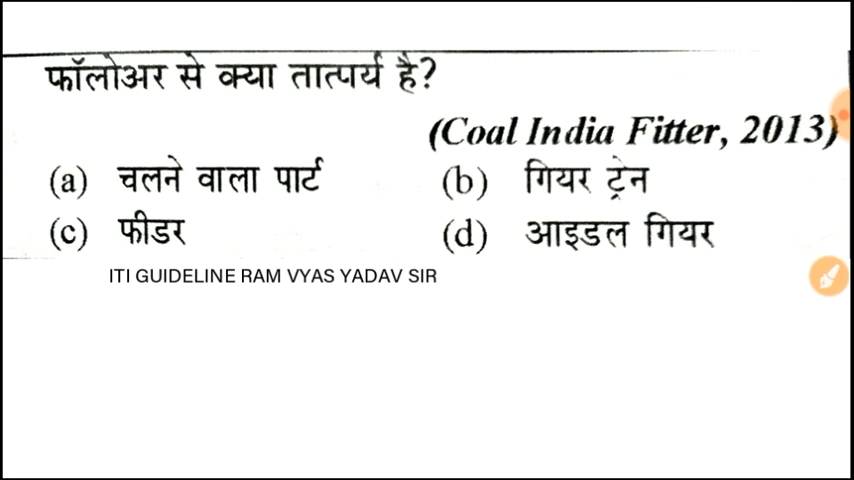 फॉलोअर से क्या तात्पर्य है?
(Coal India Fitter, 2013)
(a) चलने वाला पार्ट (b) गियर ट्रेन
(c) फीडर (d) आइडल गियर
ITI GUIDELINE RAM VYAS YADAV SIR